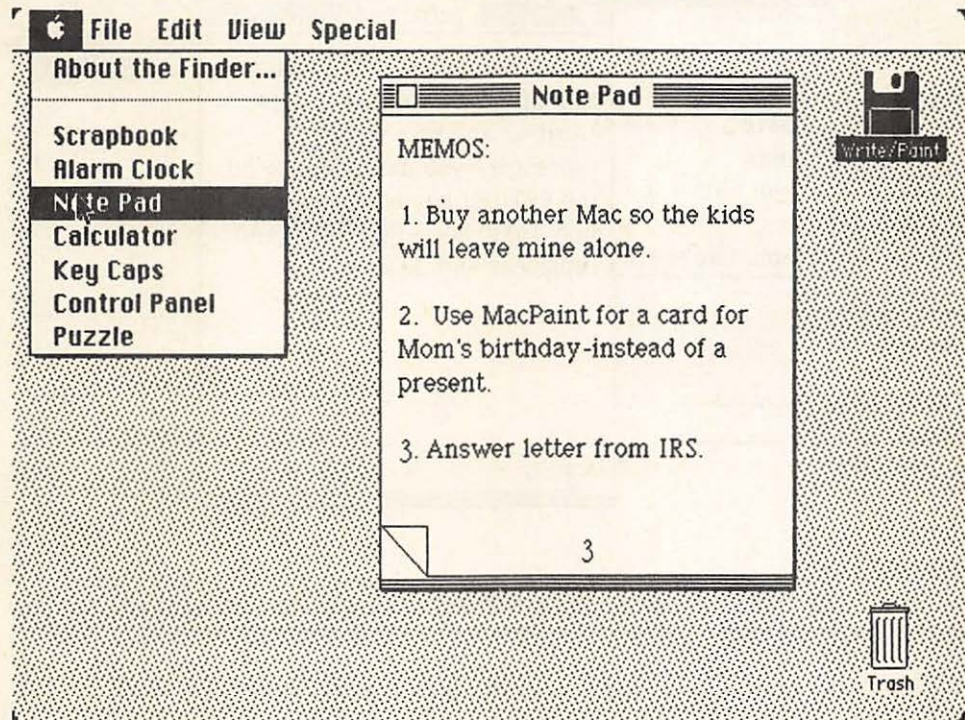 File Edit View Special
About the Finder...
Scrapbook
Alarm Clock
Note Pad
Calculator
Key Caps
Control Panel
Puzzle
Note Pad
MEMOS:
1. Buy another Mac so the kids
will leave mine alone.
2. Use MacPaint for a card for
Mom's birthday-instead of a
present.
3. Answer letter from IRS.
3
Write/Paint
Trash